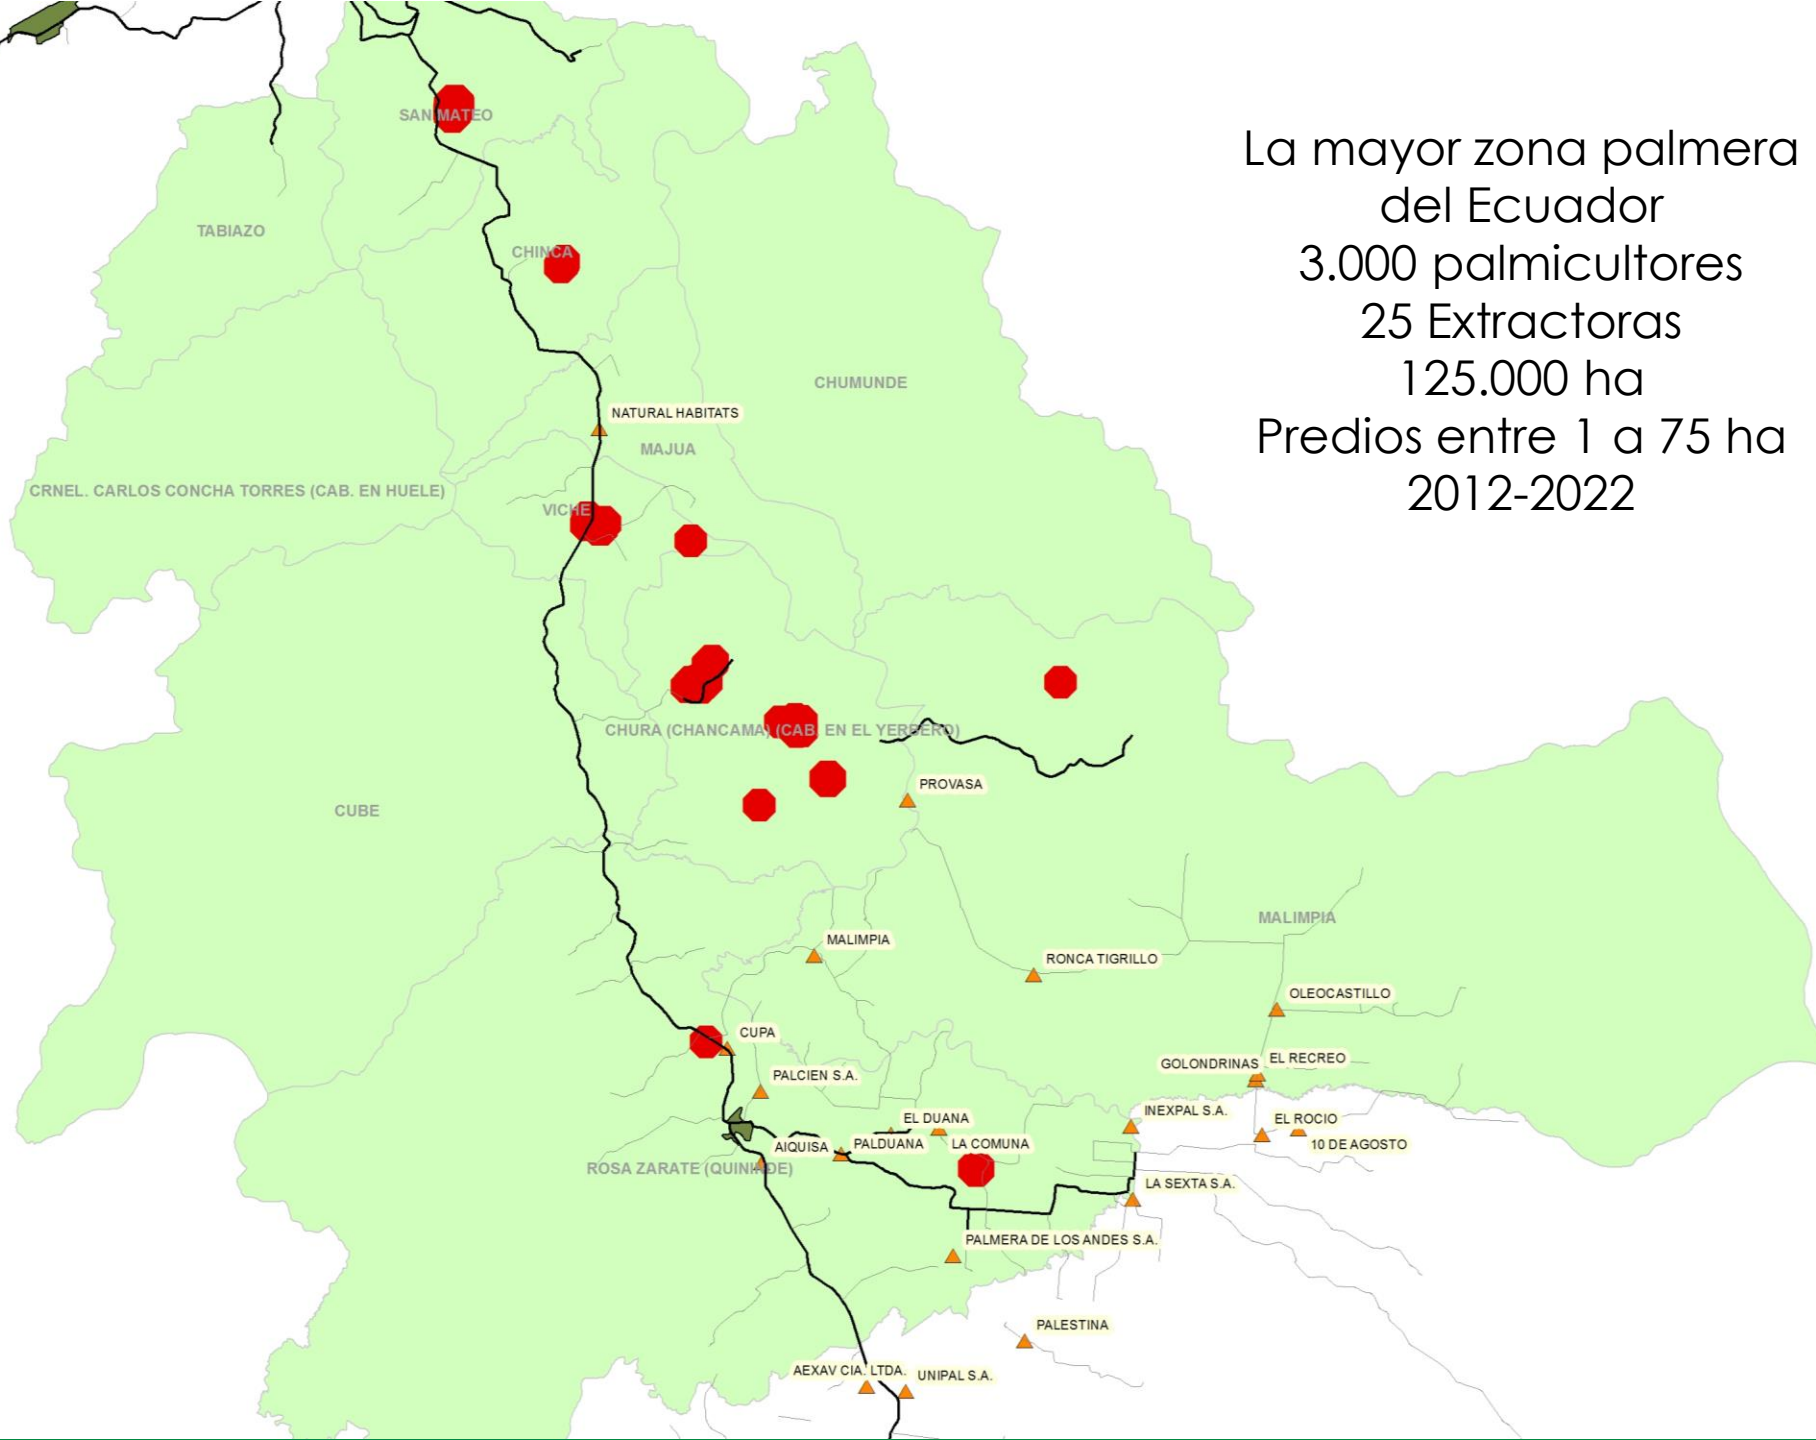 La mayor zona palmera
del Ecuador
3.000 palmicultores
25 Extractoras
125.000 ha
Predios entre 1 a 75 ha
2012-2022
SAN MATEO
TABIAZO
CHINCA
CHUMUNDE
NATURAL HABITATS
MAJUA
CRNEL. CARLOS CONCHA TORRES (CAB. EN HUELE)
VICHE
CHURA (CHANCAMA) (CAB. EN EL YERBERO)
PROVASA
CUBE
MALIMPIA
MALIMPIA
RONCA TIGRILLO
OLEOCASTILLO
CUPA
GOLONDRINAS
EL RECREO
PALCIEN S.A.
INEXPAL S.A.
EL DUANA
EL ROCIO
AIQUISA
PALDUANA
LA COMUNA
10 DE AGOSTO
ROSA ZARATE (QUININDE)
LA SEXTA S.A.
PALMERA DE LOS ANDES S.A.
PALESTINA
AEXAV CIA. LTDA.
UNIPAL S.A.